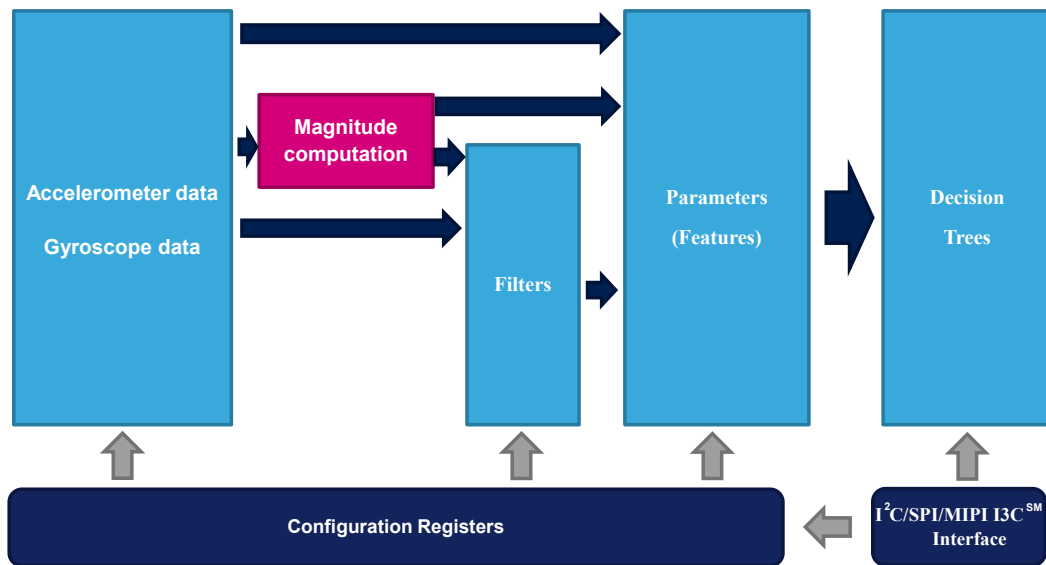 Accelerometer data
Gyroscope data
Magnitude
computation
Filters
Parameters
(Features)
Decision
Trees
Configuration Registers
I²C/SPI/MIPI I3C℠
Interface